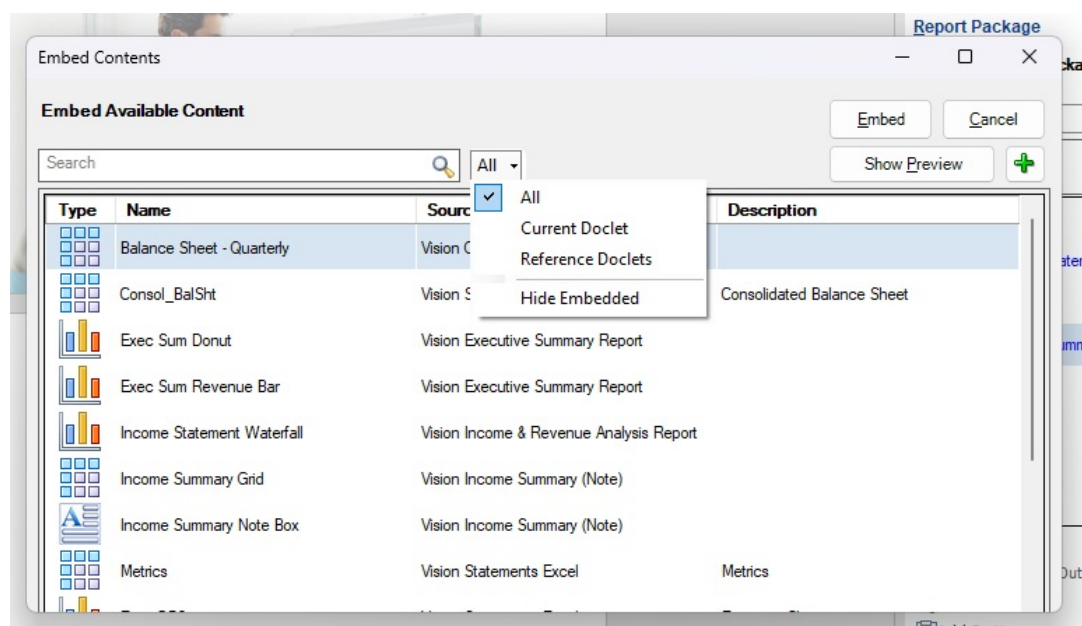 Report Package
Embed Contents
Embed Available Content
Embed
Cancel
Search
All
Show Preview
Type Name Sourc Description
All
Current Doclet
Reference Doclets
Hide Embedded
Balance Sheet - Quarterly Vision
Consol_BalSht Vision S Consolidated Balance Sheet
Exec Sum Donut Vision Executive Summary Report
Exec Sum Revenue Bar Vision Executive Summary Report
Income Statement Waterfall Vision Income & Revenue Analysis Report
Income Summary Grid Vision Income Summary (Note)
Income Summary Note Box Vision Income Summary (Note)
Metrics Vision Statements Excel Metrics